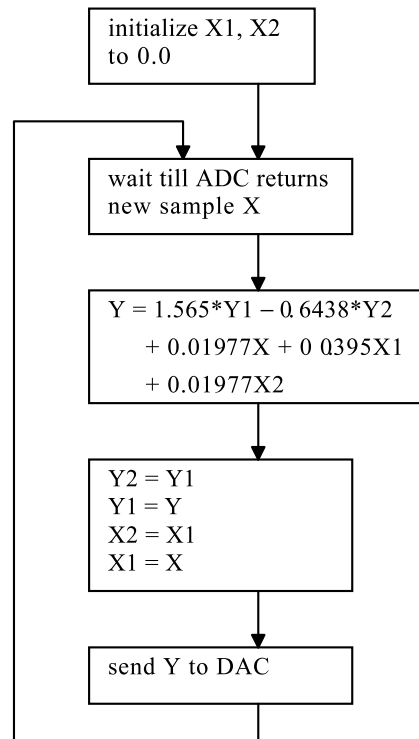 initialize X1, X2
to 0.0
wait till ADC returns
new sample X
Y = 1.565*Y1 − 0.6438*Y2
+ 0.01977X + 0 0395X1
+ 0.01977X2
Y2 = Y1
Y1 = Y
X2 = X1
X1 = X
send Y to DAC